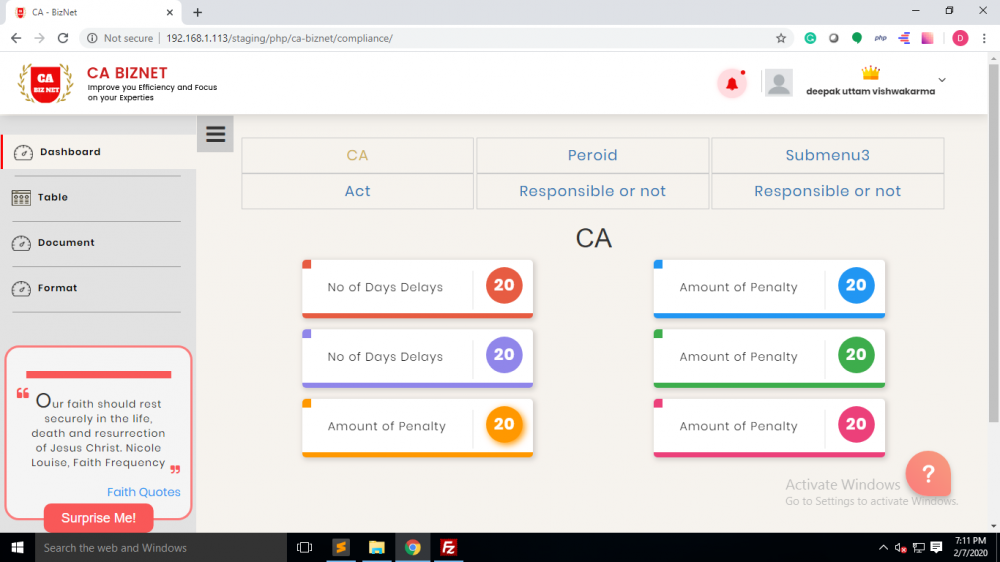 CA - BizNet
Not secure | 192.168.1.113/staging/php/ca-biznet/compliance/
php
D
CA
BIZ NET
CA BIZNET
Improve you Efficiency and Focus
on your Experties
deepak uttam vishwakarma
Dashboard
Table
Document
Format
CA
Peroid
Submenu3
Act
Responsible or not
Responsible or not
CA
No of Days Delays
20
Amount of Penalty
20
No of Days Delays
20
Amount of Penalty
20
Amount of Penalty
20
Amount of Penalty
20
❝ Our faith should rest
securely in the life,
death and resurrection
of Jesus Christ. Nicole
Louise, Faith Frequency ❞
Faith Quotes
Surprise Me!
?
Activate Windows
Go to Settings to activate Windows.
Search the web and Windows
S
Fz
7:11 PM
2/7/2020